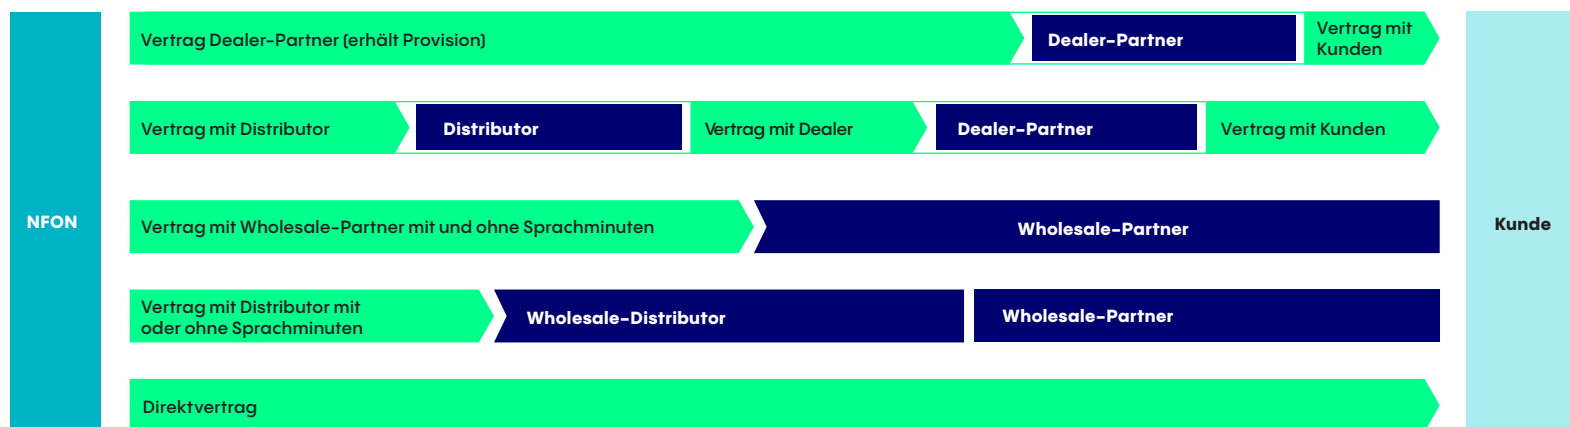 NFON
Vertrag Dealer-Partner (erhält Provision)
Dealer-Partner
Vertrag mit
Kunden
Vertrag mit Distributor
Distributor
Vertrag mit Dealer
Dealer-Partner
Vertrag mit Kunden
Vertrag mit Wholesale-Partner mit und ohne Sprachminuten
Wholesale-Partner
Vertrag mit Distributor mit
oder ohne Sprachminuten
Wholesale-Distributor
Wholesale-Partner
Direktvertrag
Kunde